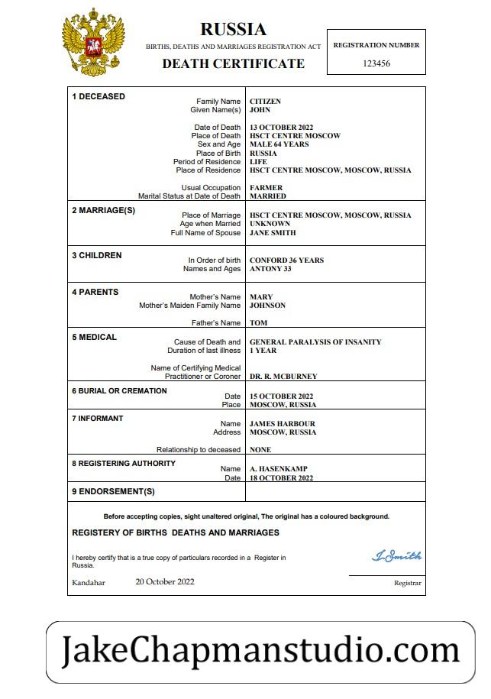 RUSSIA
BIRTHS, DEATHS AND MARRIAGES REGISTRATION ACT
DEATH CERTIFICATE
REGISTRATION NUMBER
123456
1 DECEASED
Family Name CITIZEN
Given Name(s) JOHN
Date of Death 13 OCTOBER 2022
Place of Death HSCT CENTRE MOSCOW
Sex and Age MALE 64 YEARS
Place of Birth RUSSIA
Period of Residence LIFE
Place of Residence HSCT CENTRE MOSCOW, MOSCOW, RUSSIA
Usual Occupation FARMER
Marital Status at Date of Death MARRIED
2 MARRIAGE(S)
Place of Marriage HSCT CENTRE MOSCOW, MOSCOW, RUSSIA
Age when Married UNKNOWN
Full Name of Spouse JANE SMITH
3 CHILDREN
In Order of birth CONFORD 36 YEARS
Names and Ages ANTONY 33
4 PARENTS
Mother's Name MARY
Mother's Maiden Family Name JOHNSON
Father's Name TOM
5 MEDICAL
Cause of Death and GENERAL PARALYSIS OF INSANITY
Duration of last illness 1 YEAR
Name of Certifying Medical
Practitioner or Coroner DR. R. MCBURNEY
6 BURIAL OR CREMATION
Date 15 OCTOBER 2022
Place MOSCOW, RUSSIA
7 INFORMANT
Name JAMES HARBOUR
Address MOSCOW, RUSSIA
Relationship to deceased NONE
8 REGISTERING AUTHORITY
Name A. HASENKAMP
Date 18 OCTOBER 2022
9 ENDORSEMENT(S)
Before accepting copies, sight unaltered original, The original has a coloured background.
REGISTERY OF BIRTHS DEATHS AND MARRIAGES
I hereby certify that is a true copy of particulars recorded in a Register in
Russia.
J.Smith
Kandahar 20 October 2022 Registrar
JakeChapmanstudio.com